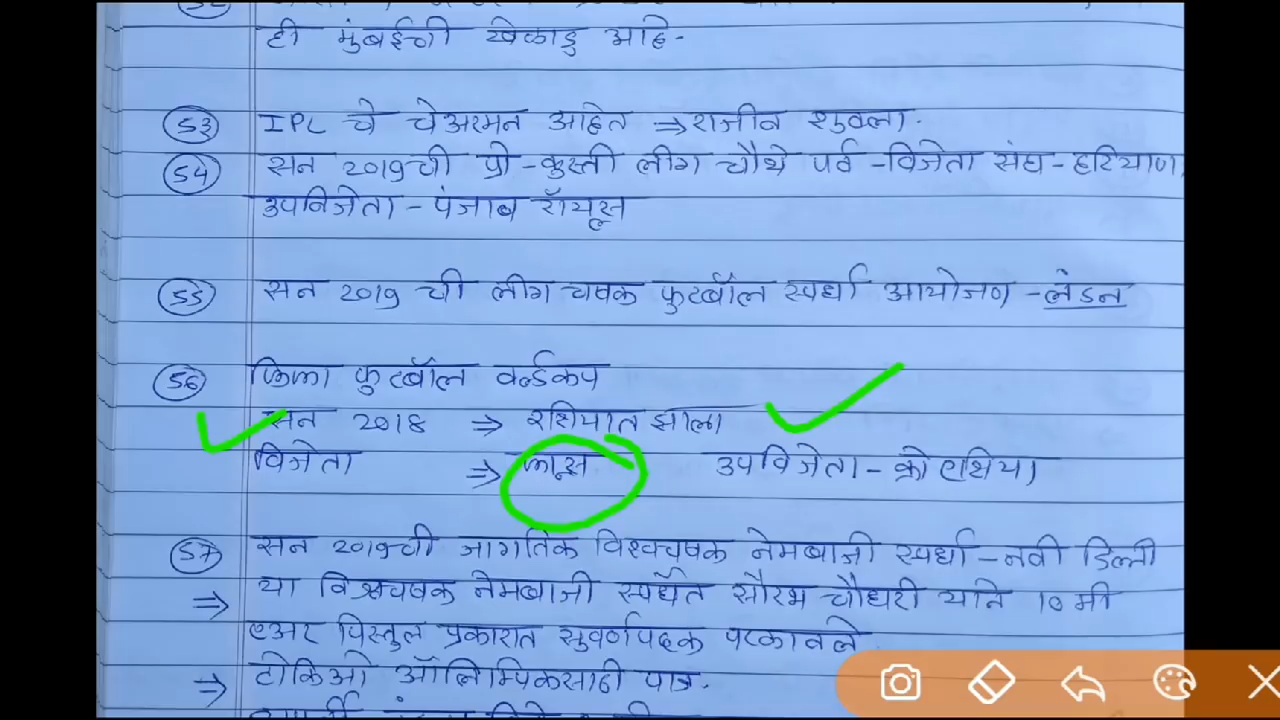 ही मुंबईची खेळाडु आहे.
53 IPL चे चेअरमन आहेत ⇒ राजीव शुक्ला.
54 सन 2019ची प्रो-कुस्ती लीग चौथे पर्व - विजेता संघ - हरियाणा
उपविजेता - पंजाब रॉयल्स
55 सन 2019 ची लीग चषक फुटबॉल स्पर्धा आयोजण - लंडन
56 फिफा फुटबॉल वर्ल्डकप
सन 2018 ⇒ रशियात झाला
विजेता ⇒ फ्रान्स उपविजेता - क्रोएशिया
57 सन 2019ची जागतिक विश्वचषक नेमबाजी स्पर्धा - नवी दिल्ली
⇒ या विश्वचषक नेमबाजी स्पर्धेत सौरभ चौधरी याने 10 मी
एअर पिस्तुल प्रकारात सुवर्णपदक पटकावले
⇒ टोकिओ ऑलिम्पिकसाठी पात्र.